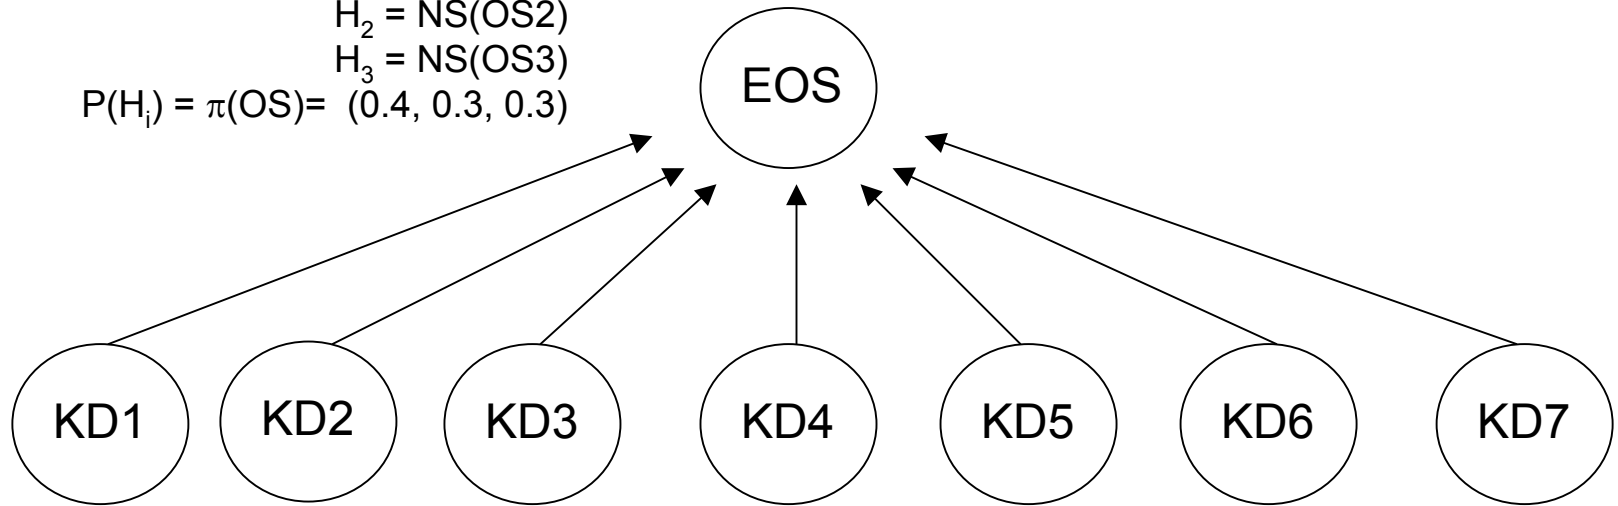 H₂ = NS(OS2)
H₃ = NS(OS3)
P(Hᵢ) = π(OS)= (0.4, 0.3, 0.3)
EOS
KD1
KD2
KD3
KD4
KD5
KD6
KD7